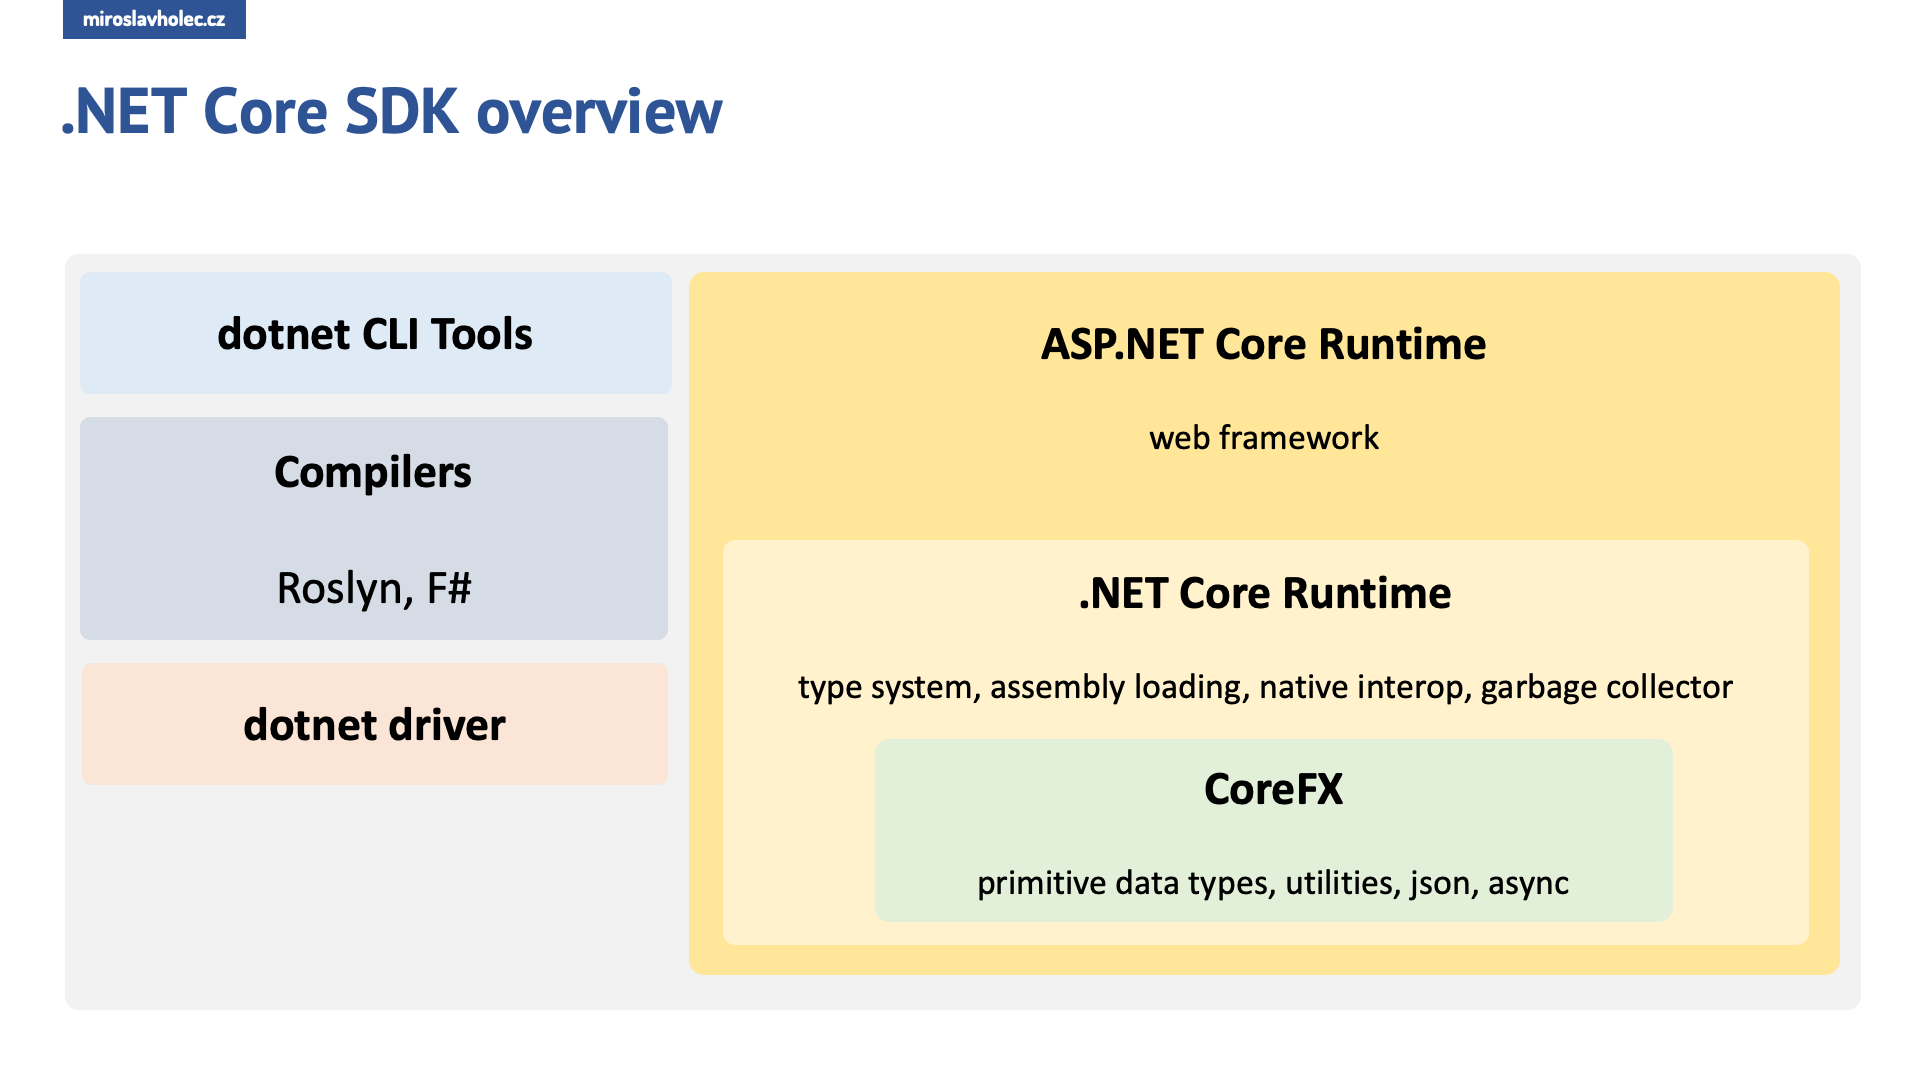 miroslavholec.cz
.NET Core SDK overview
dotnet CLI Tools
Compilers
Roslyn, F#
dotnet driver
ASP.NET Core Runtime
web framework
.NET Core Runtime
type system, assembly loading, native interop, garbage collector
CoreFX
primitive data types, utilities, json, async